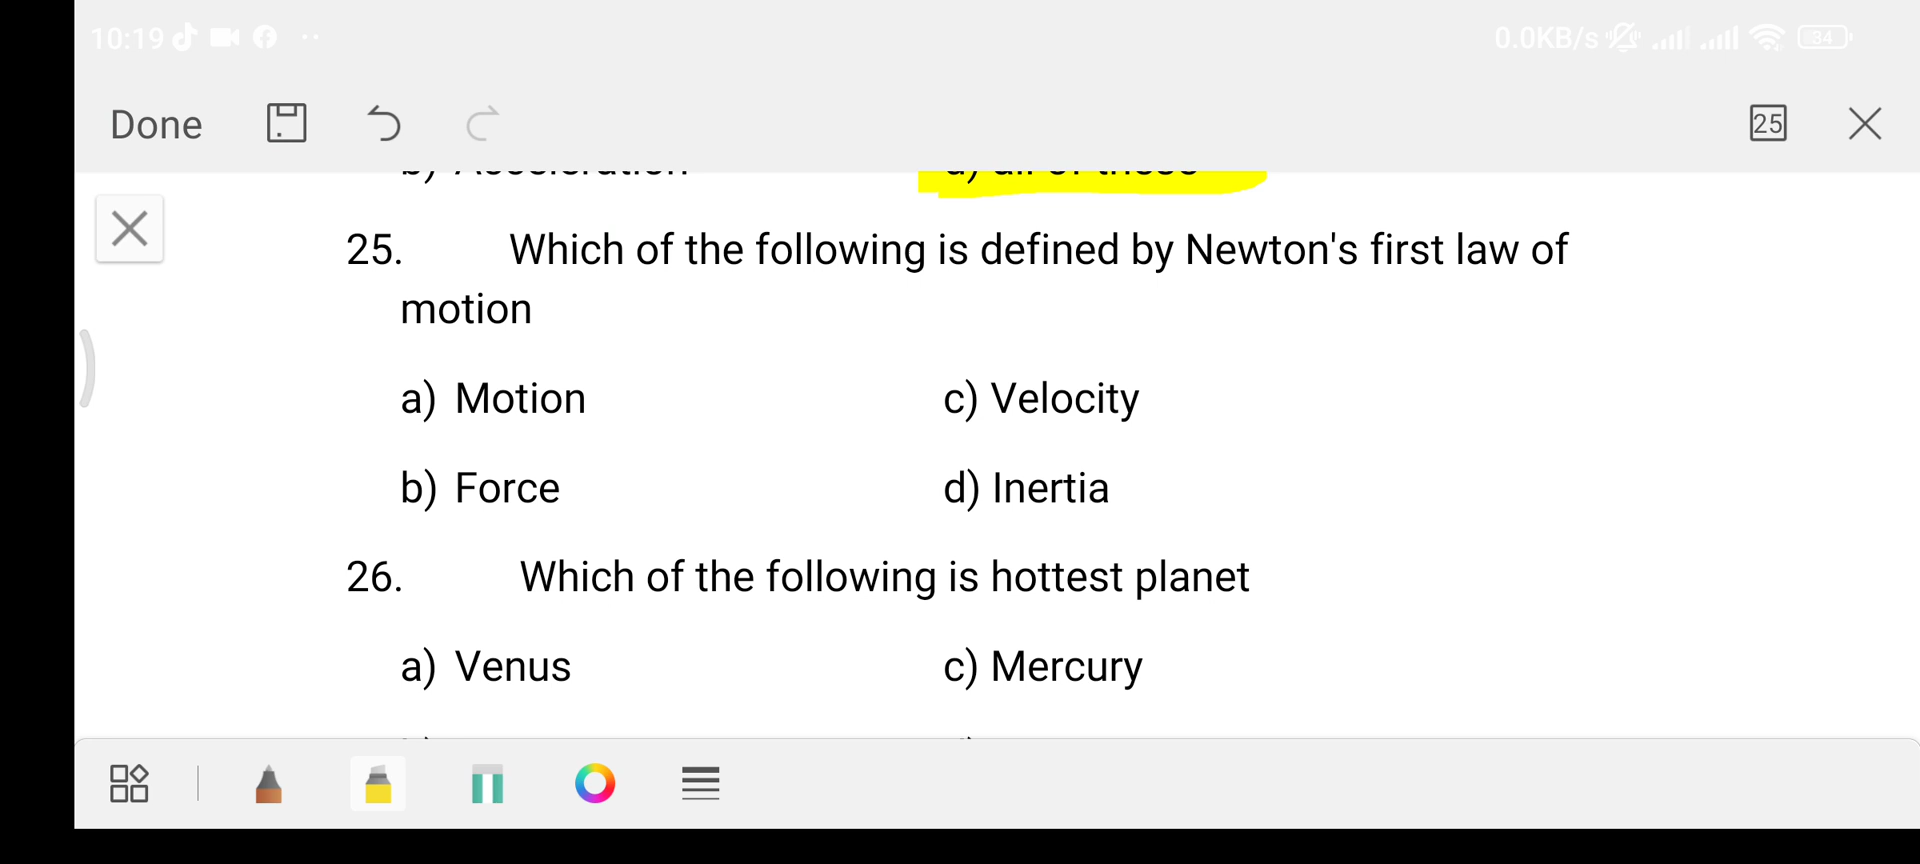 10:19
0.0KB/s 34
Done
25
25. Which of the following is defined by Newton's first law of
motion
a) Motion c) Velocity
b) Force d) Inertia
26. Which of the following is hottest planet
a) Venus c) Mercury